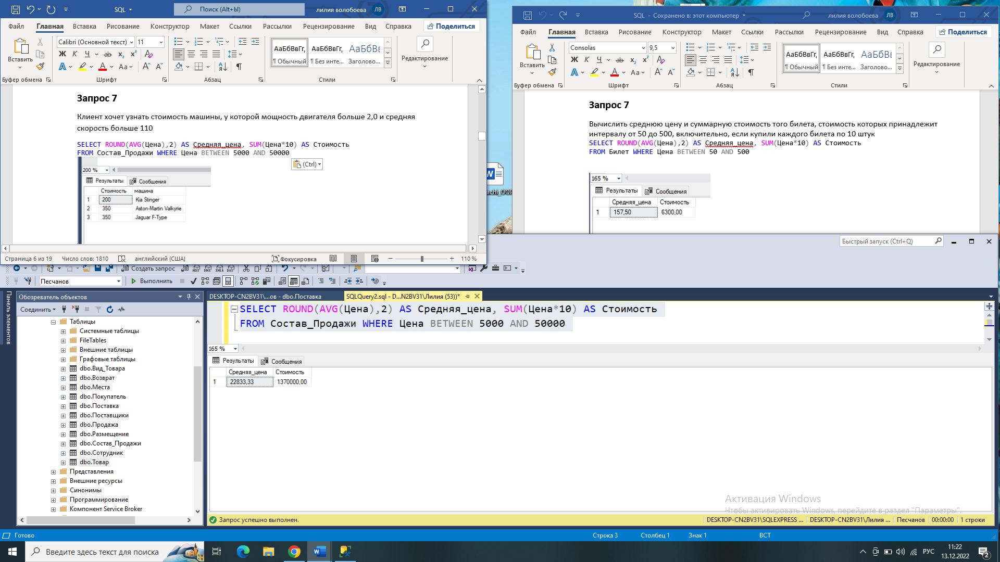 SQL
Поиск (Alt+Ы)
лилия волобоева
ЛВ
Файл Главная Вставка Рисование Конструктор Макет Ссылки Рассылки Рецензирование Вид Справка Поделиться
Calibri (Основной текст) 11
Вставить
Ж К Ч ab x₂ x²
Aa
АаБбВвГг, АаБбВвГг, АаБбВв
¶ Обычный ¶ Без инте... Заголово...
Редактирование
Буфер обмена Шрифт Абзац Стили
Запрос 7
Клиент хочет узнать стоимость машины, у которой мощность двигателя больше 2,0 и средняя
скорость больше 110
SELECT ROUND(AVG(Цена),2) AS Средняя_цена, SUM(Цена*10) AS Стоимость
FROM Состав_Продажи WHERE Цена BETWEEN 5000 AND 50000
(Ctrl)
200 %
Результаты Сообщения
Стоимость машина
1 200 Kia Stinger
2 350 Aston-Martin Valkyrie
3 350 Jaguar F-Type
Страница 6 из 19 Число слов: 1810 английский (США) Фокусировка 110 %
SQL - Сохранено в: этот компьютер
лилия волобоева
ЛВ
Файл Главная Вставка Рисование Конструктор Макет Ссылки Рассылки Рецензирование Вид Справка Поделиться
Consolas 9,5
Вставить
Ж К Ч ab x₂ x²
Aa
АаБбВвГг, АаБбВвГг, АаБбВв
¶ Обычный ¶ Без инте... Заголово...
Редактирование
Буфер обмена Шрифт Абзац Стили
Запрос 7
Вычислить среднюю цену и суммарную стоимость того билета, стоимость которых принадлежит
интервалу от 50 до 500, включительно, если купили каждого билета по 10 штук
SELECT ROUND(AVG(Цена),2) AS Средняя_цена, SUM(Цена*10) AS Стоимость
FROM Билет WHERE Цена BETWEEN 50 AND 500
165 %
Результаты Сообщения
Средняя_цена Стоимость
1 157,50 6300,00
Быстрый запуск (Ctrl+Q)
Создать запрос MDX DMX XMLA DAX
Песчанов Выполнить
Панель элементов
Обозреватель объектов
Соединить
Таблицы
Системные таблицы
FileTables
Внешние таблицы
Графовые таблицы
dbo.Вид_Товара
dbo.Возврат
dbo.Места
dbo.Покупатель
dbo.Поставка
dbo.Поставщики
dbo.Продажа
dbo.Размещение
dbo.Состав_Продажи
dbo.Сотрудник
dbo.Товар
Представления
Внешние ресурсы
Синонимы
Программирование
Компонент Service Broker
DESKTOP-CN2BV31\...ов - dbo.Поставка
SQLQuery2.sql - D...N2BV31\Лилия (53))*
SELECT ROUND(AVG(Цена),2) AS Средняя_цена, SUM(Цена*10) AS Стоимость
FROM Состав_Продажи WHERE Цена BETWEEN 5000 AND 50000
165 %
Результаты Сообщения
Средняя_цена Стоимость
1 22833,33 1370000,00
Активация Windows
Чтобы активировать Windows, перейдите в раздел "Параметры".
Запрос успешно выполнен.
DESKTOP-CN2BV31\SQLEXPRESS ... DESKTOP-CN2BV31\Лилия ... Песчанов 00:00:00 1 строки
Готово Строка 3 Столбец 1 Знак 1 ВСТ
Введите здесь текст для поиска
РУС
11:22
13.12.2022
2